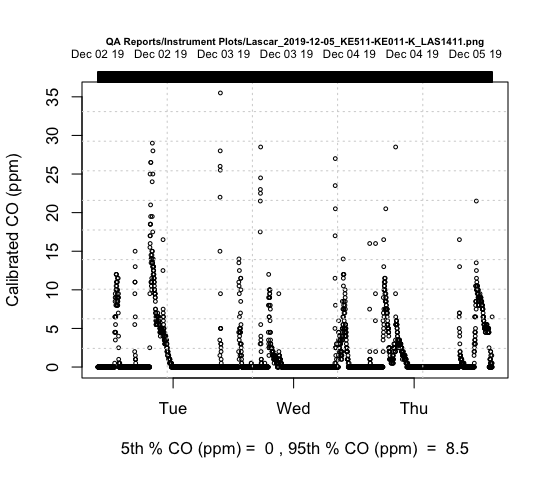 QA Reports/Instrument Plots/Lascar_2019-12-05_KE511-KE011-K_LAS1411.png
Dec 02 19 Dec 02 19 Dec 03 19 Dec 03 19 Dec 04 19 Dec 04 19 Dec 05 19
Calibrated CO (ppm)
35
30
25
20
15
10
5
0
Tue Wed Thu
5th % CO (ppm) = 0 , 95th % CO (ppm) = 8.5